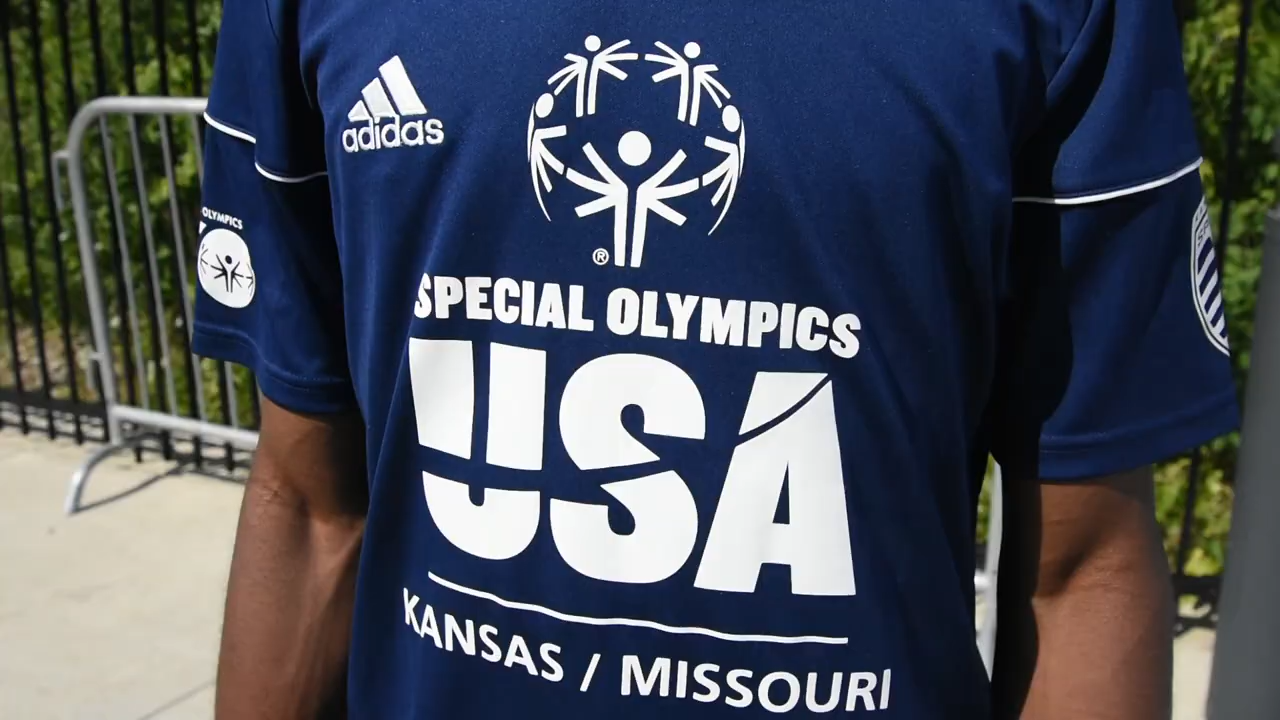 adidas
OLYMPICS
®
SPECIAL OLYMPICS
USA
KANSAS / MISSOURI